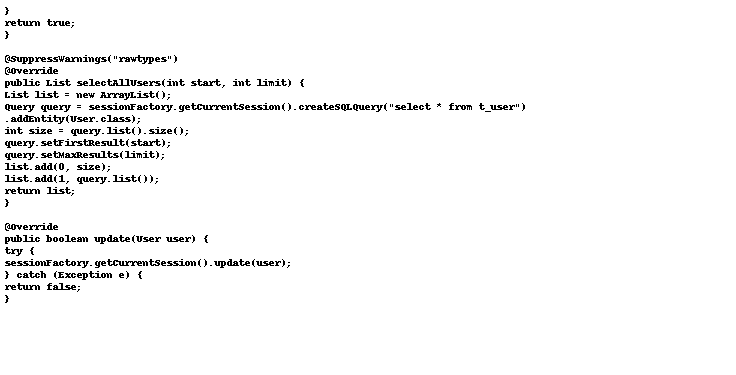 }
return true;
}
@SuppressWarnings("rawtypes")
@Override
public List selectAllUsers(int start, int limit) {
List list = new ArrayList();
Query query = sessionFactory.getCurrentSession().createSQLQuery("select * from t_user")
.addEntity(User.class);
int size = query.list().size();
query.setFirstResult(start);
query.setMaxResults(limit);
list.add(0, size);
list.add(1, query.list());
return list;
}
@Override
public boolean update(User user) {
try {
sessionFactory.getCurrentSession().update(user);
} catch (Exception e) {
return false;
}